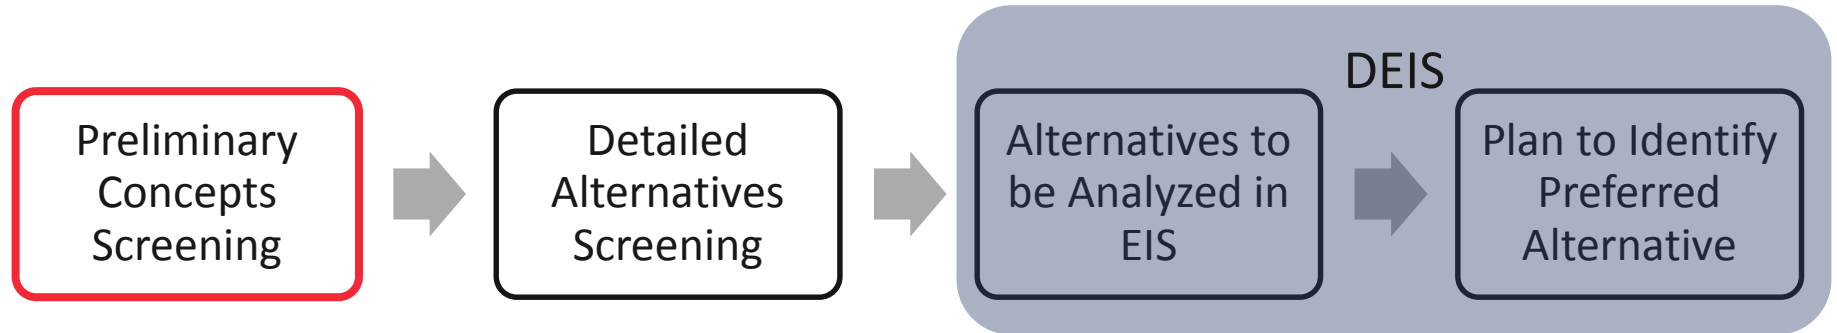 Preliminary
Concepts
Screening
Detailed
Alternatives
Screening
DEIS
Alternatives to
be Analyzed in
EIS
Plan to Identify
Preferred
Alternative